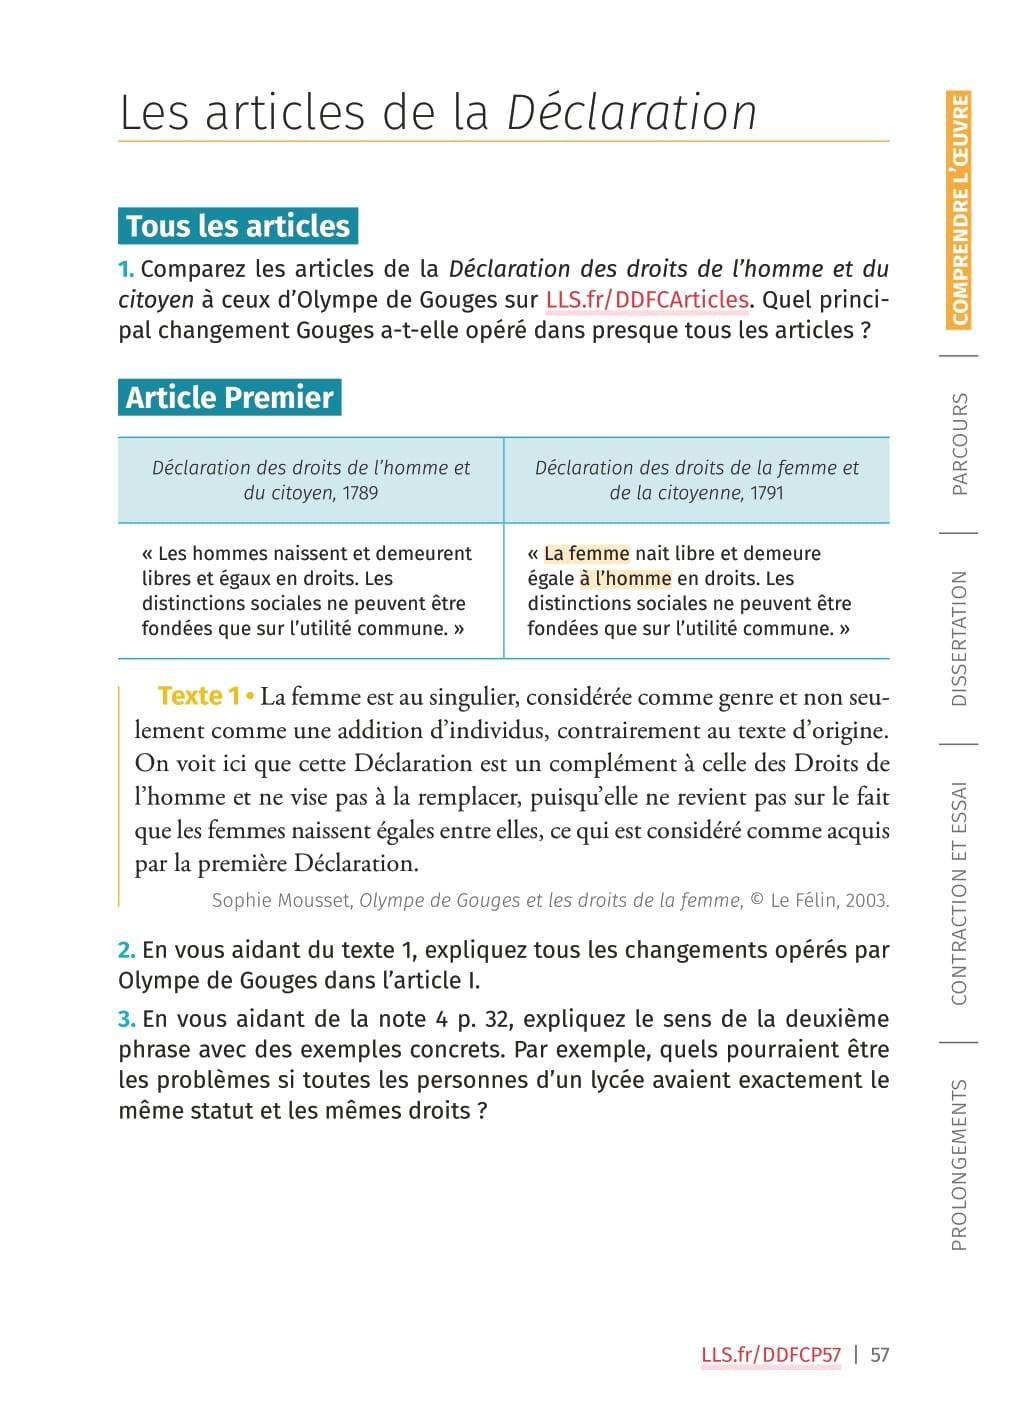 Les articles de la Déclaration
Tous les articles
1. Comparez les articles de la Déclaration des droits de l'homme et du
citoyen à ceux d'Olympe de Gouges sur LLS.fr/DDFCArticles. Quel princi-
pal changement Gouges a-t-elle opéré dans presque tous les articles ?
Article Premier
Déclaration des droits de l'homme et
du citoyen, 1789
Déclaration des droits de la femme et
de la citoyenne, 1791
« Les hommes naissent et demeurent
libres et égaux en droits. Les
distinctions sociales ne peuvent être
fondées que sur l'utilité commune. »
« La femme nait libre et demeure
égale à l'homme en droits. Les
distinctions sociales ne peuvent être
fondées que sur l'utilité commune. »
Texte 1 • La femme est au singulier, considérée comme genre et non seu-
lement comme une addition d'individus, contrairement au texte d'origine.
On voit ici que cette Déclaration est un complément à celle des Droits de
l'homme et ne vise pas à la remplacer, puisqu'elle ne revient pas sur le fait
que les femmes naissent égales entre elles, ce qui est considéré comme acquis
par la première Déclaration.
Sophie Mousset, Olympe de Gouges et les droits de la femme, © Le Félin, 2003.
2. En vous aidant du texte 1, expliquez tous les changements opérés par
Olympe de Gouges dans l'article I.
3. En vous aidant de la note 4 p. 32, expliquez le sens de la deuxième
phrase avec des exemples concrets. Par exemple, quels pourraient être
les problèmes si toutes les personnes d'un lycée avaient exactement le
même statut et les mêmes droits ?
COMPRENDRE L'ŒUVRE
PARCOURS
DISSERTATION
CONTRACTION ET ESSAI
PROLONGEMENTS
LLS.fr/DDFCP57 | 57